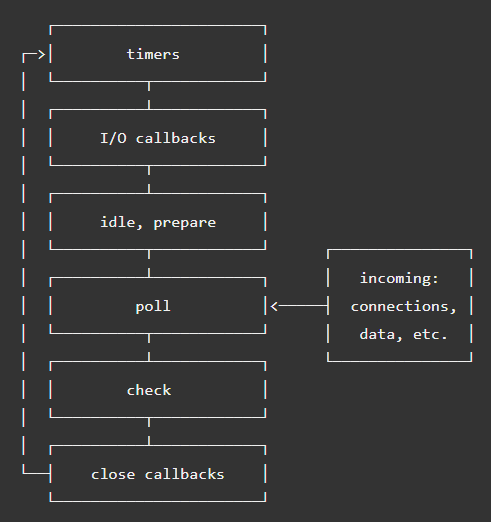 timers
I/O callbacks
idle, prepare
poll
incoming:
connections,
data, etc.
check
close callbacks